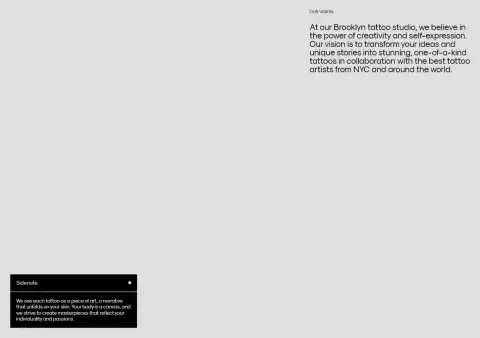 OUR VISION
At our Brooklyn tattoo studio, we believe in
the power of creativity and self-expression.
Our vision is to transform your ideas and
unique stories into stunning, one-of-a-kind
tattoos in collaboration with the best tattoo
artists from NYC and around the world.
Sidenote
We see each tattoo as a piece of art, a narrative
that unfolds on your skin. Your body is a canvas, and
we strive to create masterpieces that reflect your
individuality and passions.